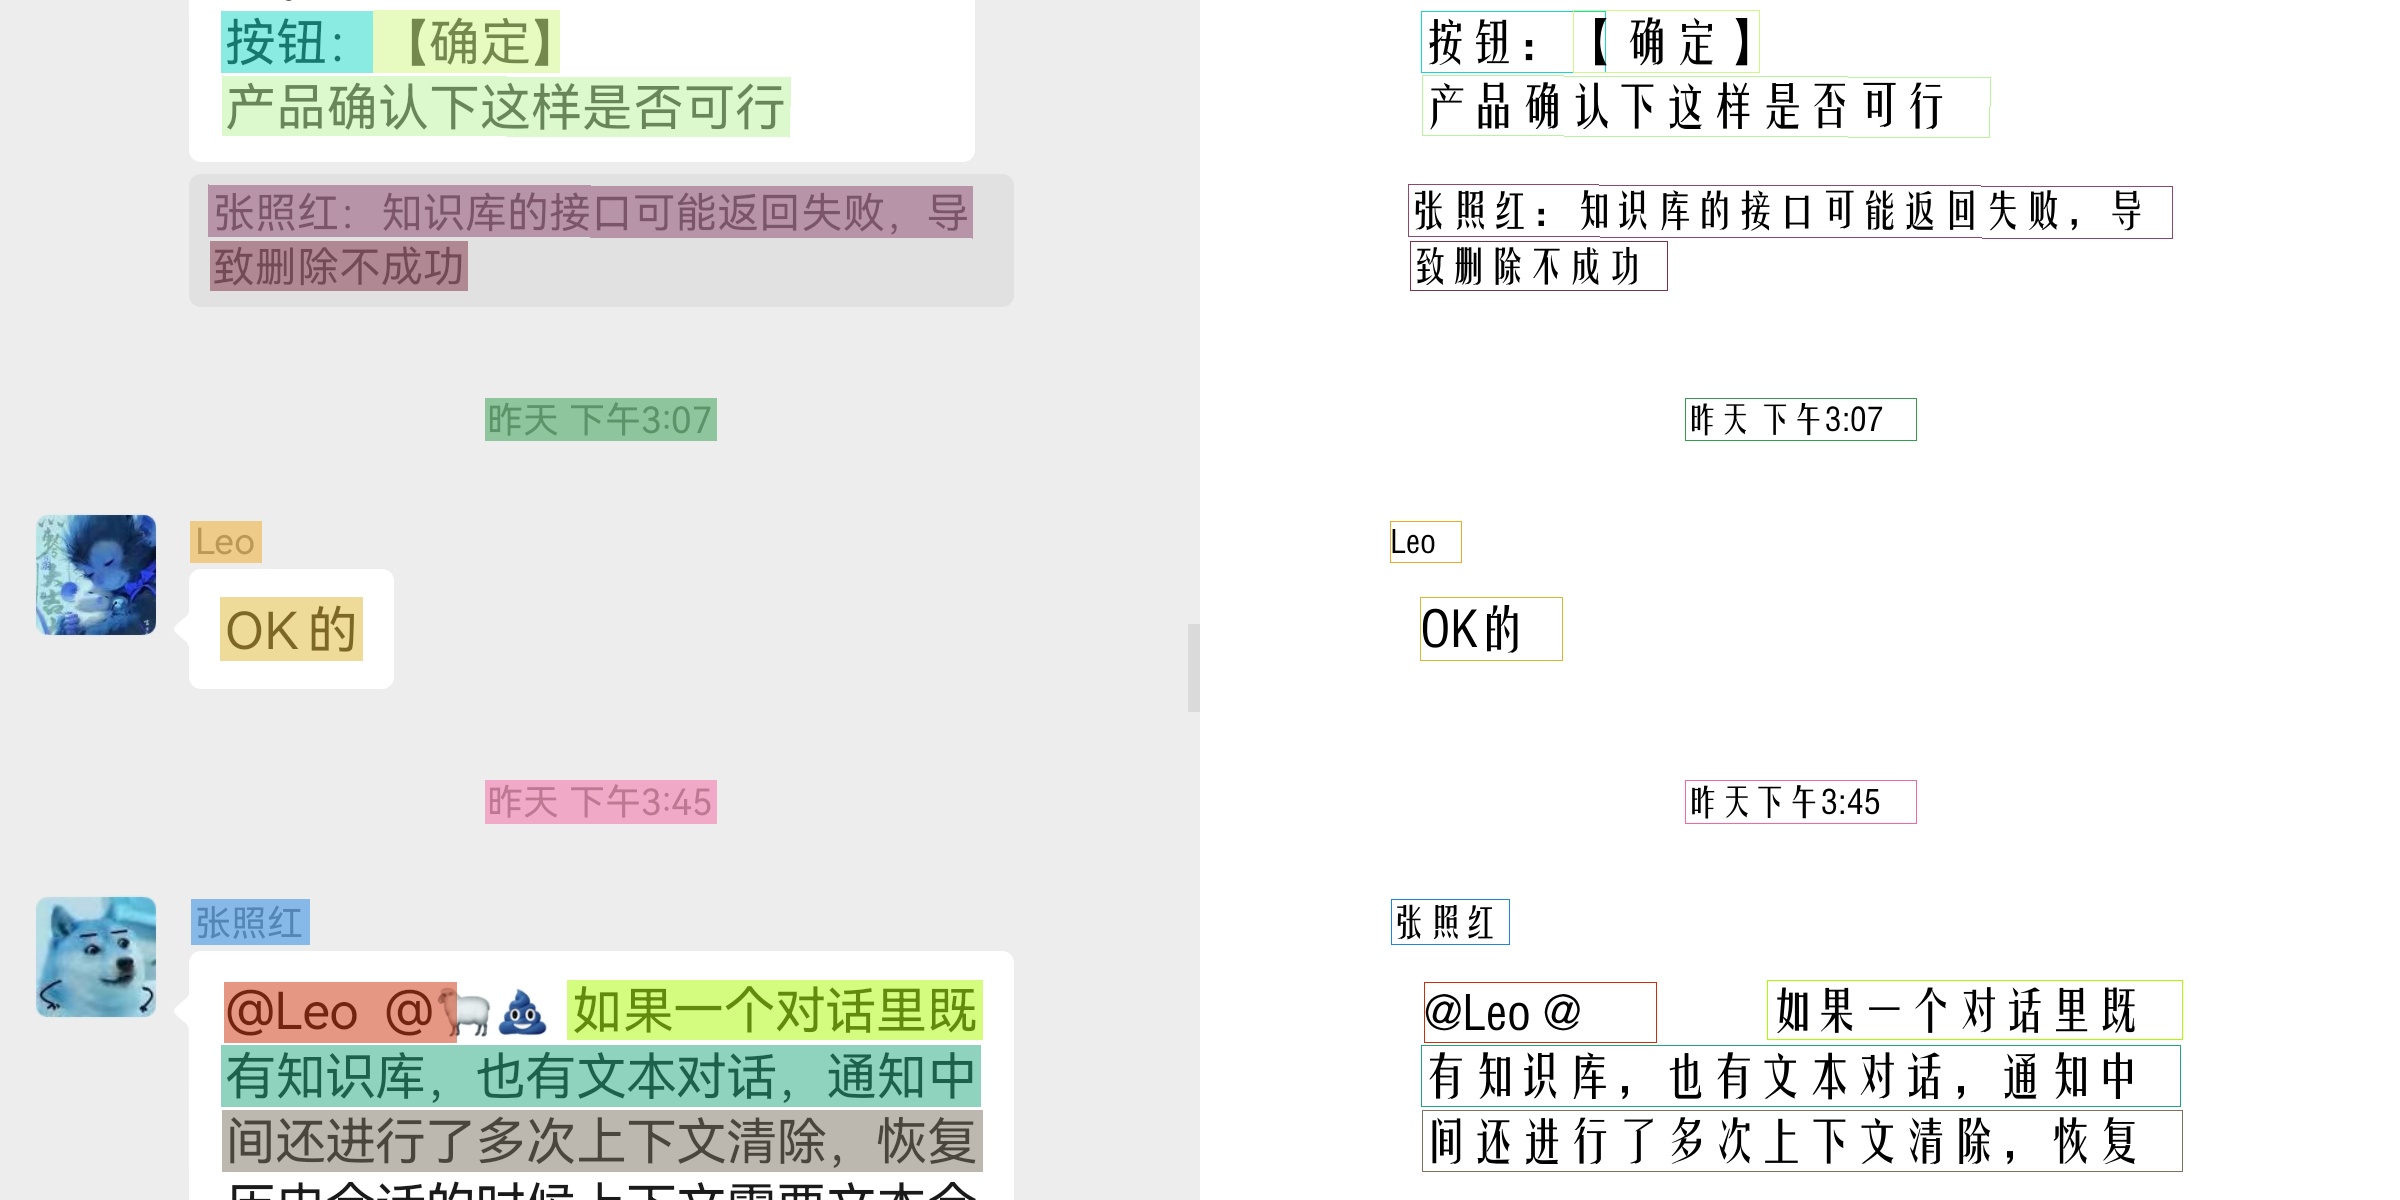 按钮：【确定】
产品确认下这样是否可行
张照红：知识库的接口可能返回失败，导
致删除不成功
昨天 下午3:07
Leo
OK的
昨天 下午3:45
张照红
@Leo @🐑💩 如果一个对话里既
有知识库，也有文本对话，通知中
间还进行了多次上下文清除，恢复
按钮：【确定】
产品确认下这样是否可行
张照红：知识库的接口可能返回失败，导
致删除不成功
昨天 下午3:07
Leo
OK的
昨天下午3:45
张照红
@Leo @ 如果一个对话里既
有知识库，也有文本对话，通知中
间还进行了多次上下文清除，恢复